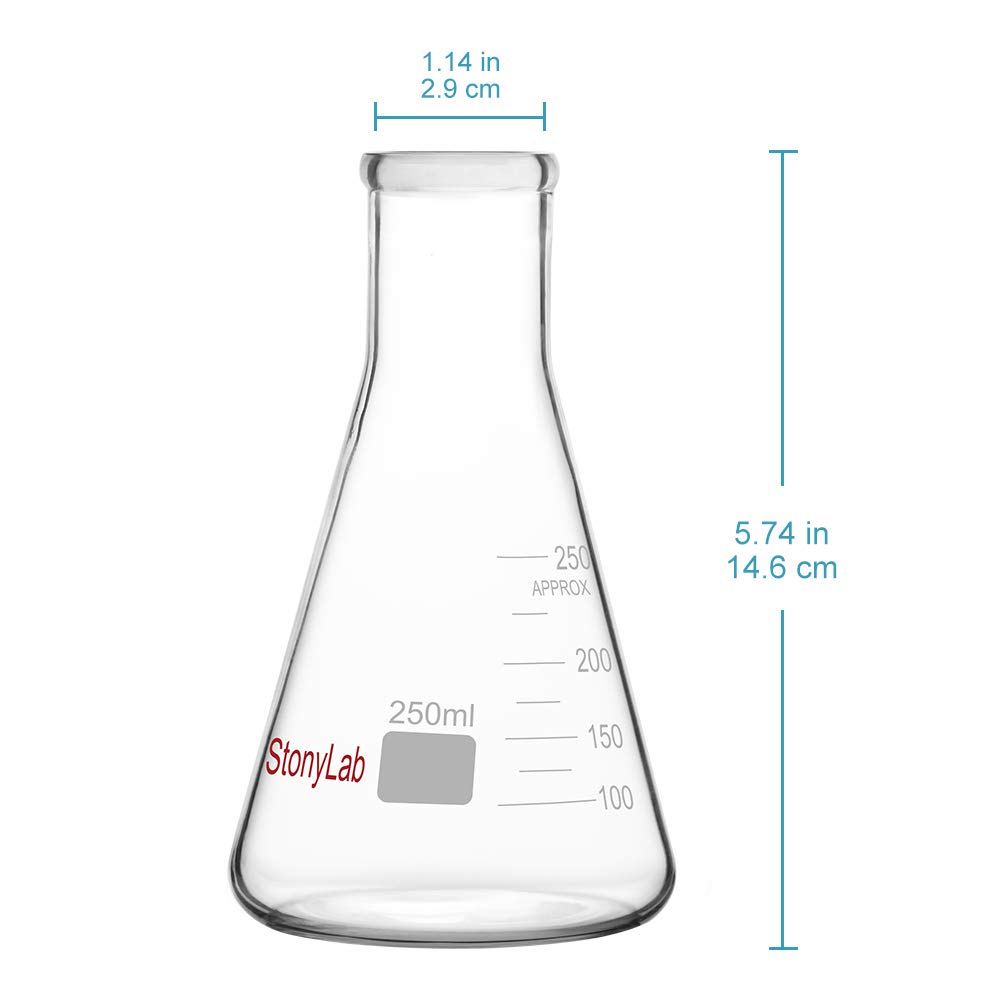 1.14 in
2.9 cm
5.74 in
14.6 cm
250
APPROX
200
250ml
150
StonyLab
100